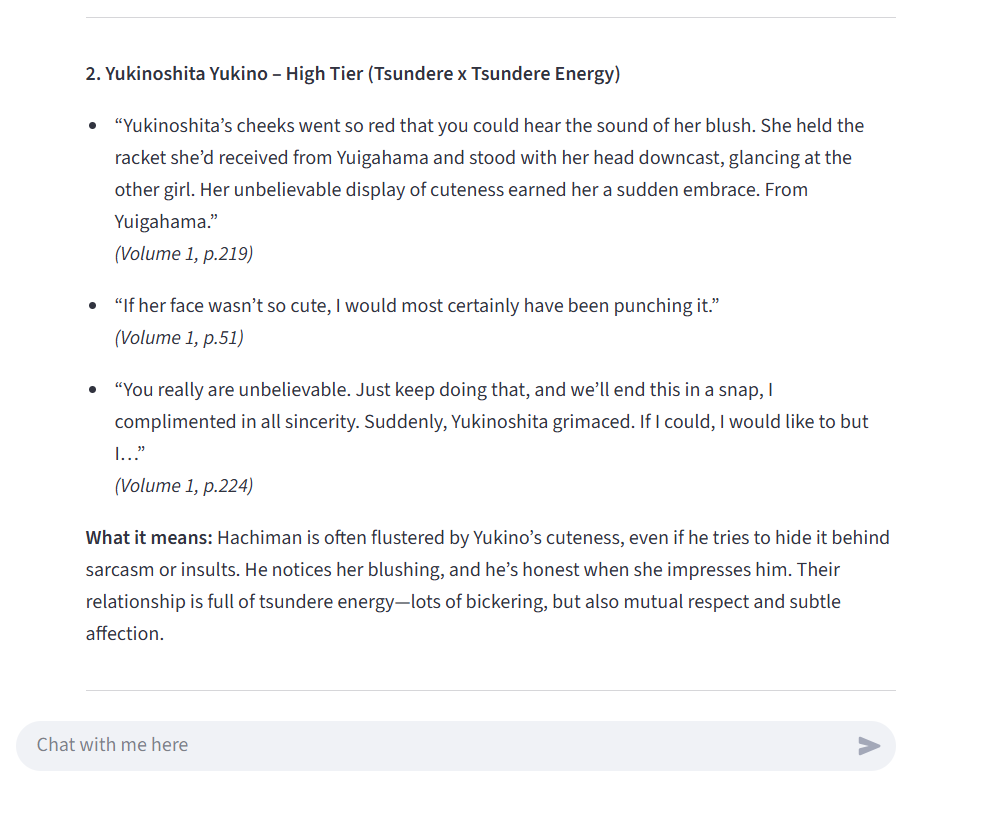 2. Yukinoshita Yukino – High Tier (Tsundere x Tsundere Energy)
• “Yukinoshita’s cheeks went so red that you could hear the sound of her blush. She held the
racket she’d received from Yuigahama and stood with her head downcast, glancing at the
other girl. Her unbelievable display of cuteness earned her a sudden embrace. From
Yuigahama.”
(Volume 1, p.219)
• “If her face wasn’t so cute, I would most certainly have been punching it.”
(Volume 1, p.51)
• “You really are unbelievable. Just keep doing that, and we’ll end this in a snap, I
complimented in all sincerity. Suddenly, Yukinoshita grimaced. If I could, I would like to but
I…”
(Volume 1, p.224)
What it means: Hachiman is often flustered by Yukino’s cuteness, even if he tries to hide it behind
sarcasm or insults. He notices her blushing, and he’s honest when she impresses him. Their
relationship is full of tsundere energy—lots of bickering, but also mutual respect and subtle
affection.
Chat with me here